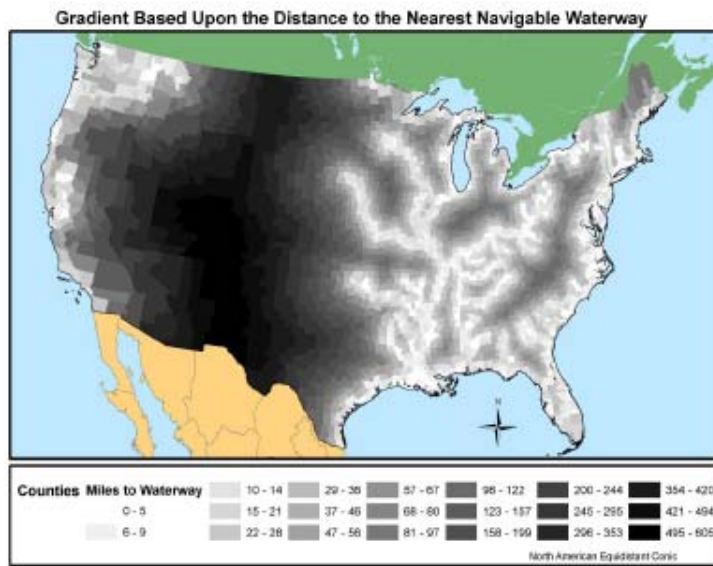 Gradient Based Upon the Distance to the Nearest Navigable Waterway
N
Counties Miles to Waterway
0 - 5
6 - 9
10 - 14
15 - 21
22 - 28
29 - 36
37 - 46
47 - 56
57 - 67
68 - 80
81 - 97
98 - 122
123 - 157
158 - 199
200 - 244
245 - 295
296 - 353
354 - 420
421 - 494
495 - 605
North American Equidistant Conic